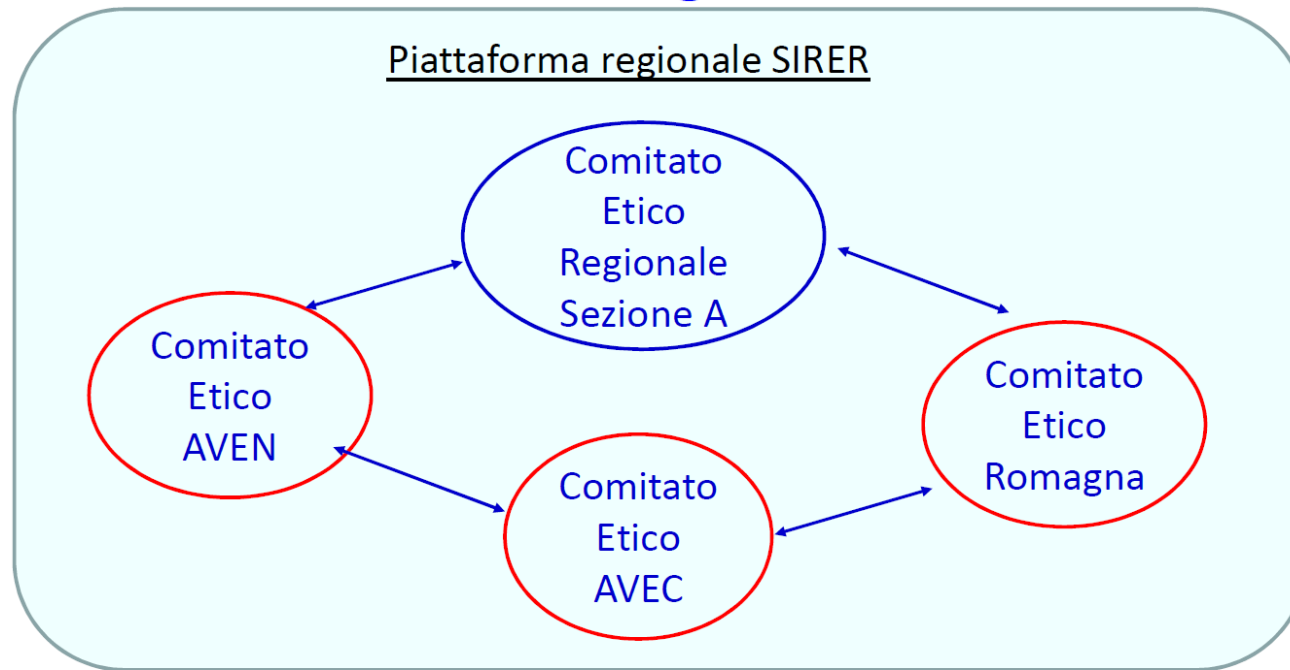 Piattaforma regionale SIRER
Comitato
Etico
Regionale
Sezione A
Comitato
Etico
AVEN
Comitato
Etico
Romagna
Comitato
Etico
AVEC